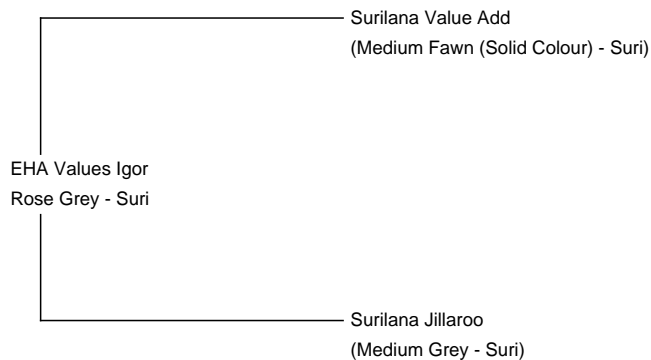 Surilana Value Add
(Medium Fawn (Solid Colour) - Suri)
EHA Values Igor
Rose Grey - Suri
Surilana Jillaroo
(Medium Grey - Suri)